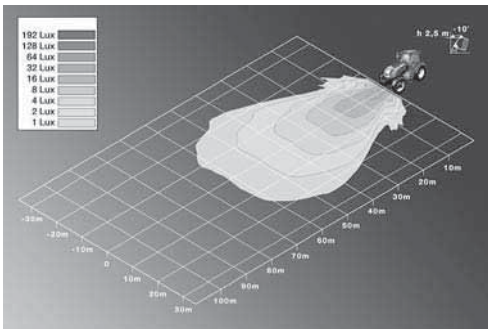 192 Lux
128 Lux
64 Lux
32 Lux
16 Lux
8 Lux
4 Lux
2 Lux
1 Lux
h 2,5 m
-10°
10m
20m
30m
40m
50m
60m
70m
80m
90m
100m
-30m
-20m
-10m
0
10m
20m
30m